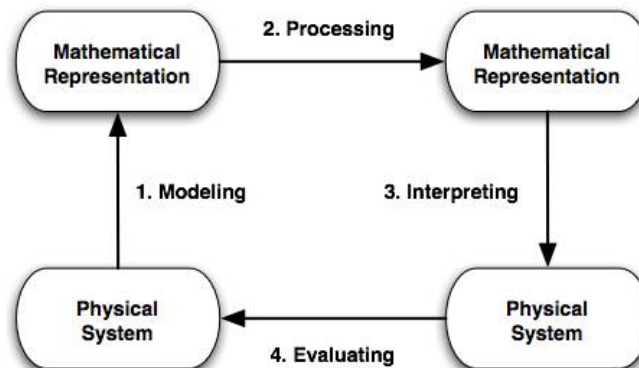 2. Processing
Mathematical
Representation
Mathematical
Representation
1. Modeling
3. Interpreting
Physical
System
Physical
System
4. Evaluating